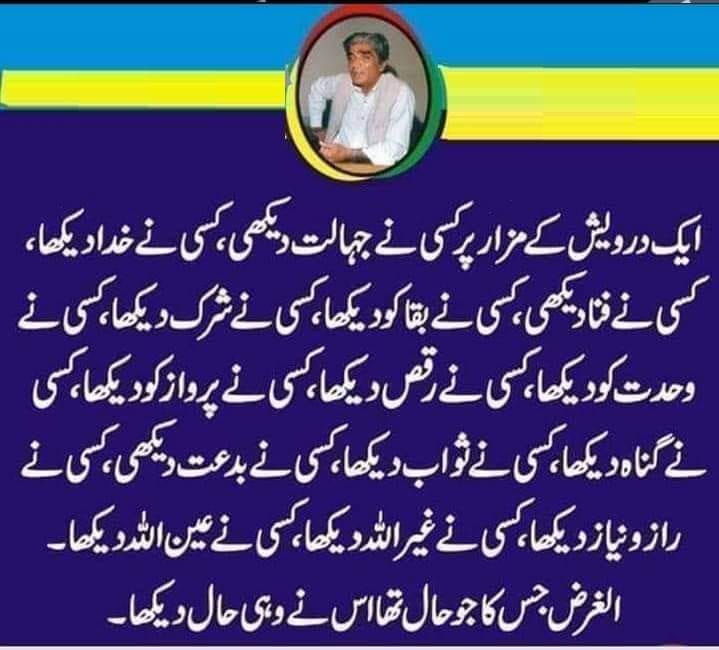 ایک درویش کے مزار پر کسی نے جہالت دیکھی، کسی نے خدا دیکھا،
کسی نے فنا دیکھی، کسی نے بقا کو دیکھا، کسی نے شرک دیکھا، کسی نے
وحدت کو دیکھا، کسی نے رقص دیکھا، کسی نے پرواز کو دیکھا، کسی
نے گناہ دیکھا، کسی نے ثواب دیکھا، کسی نے بدعت دیکھی، کسی نے
راز و نیاز دیکھا، کسی نے غیر اللہ دیکھا، کسی نے عین اللہ دیکھا۔
الغرض جس کا جو حال تھا اس نے وہی حال دیکھا۔